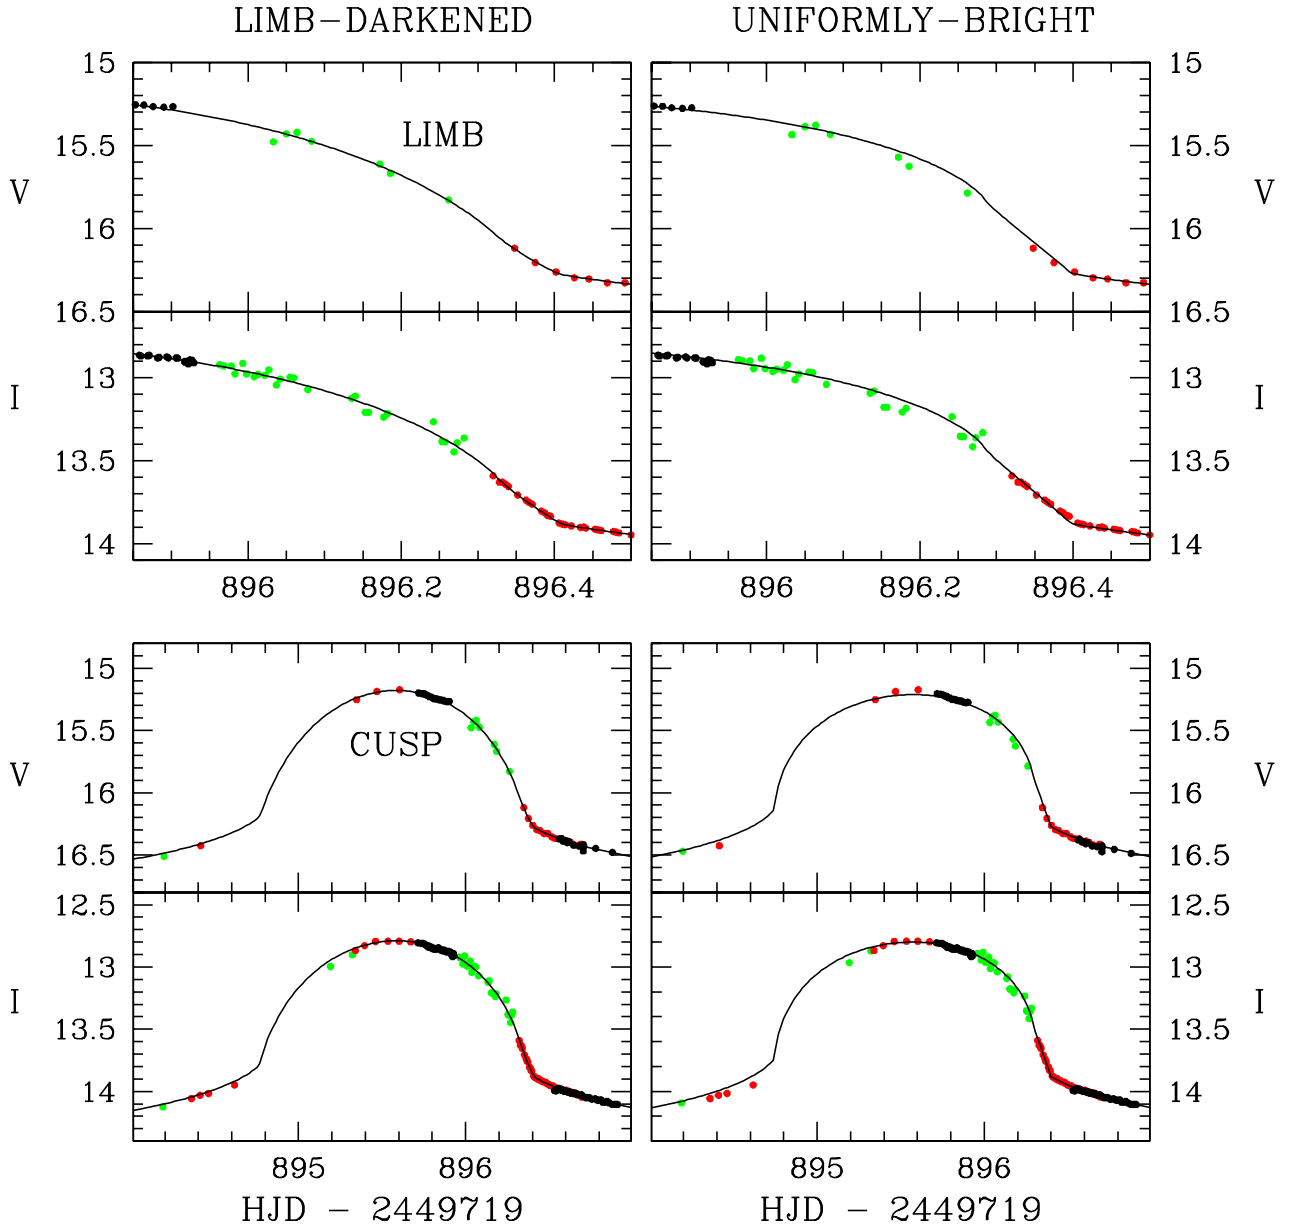 LIMB-DARKENED UNIFORMLY-BRIGHT
15 15
LIMB
15.5 15.5
V V
16 16
16.5 16.5
13 13
I I
13.5 13.5
14 14
896 896.2 896.4 896 896.2 896.4
15 15
15.5 CUSP 15.5
V V
16 16
16.5 16.5
12.5 12.5
13 13
I I
13.5 13.5
14 14
895 896 895 896
HJD - 2449719 HJD - 2449719